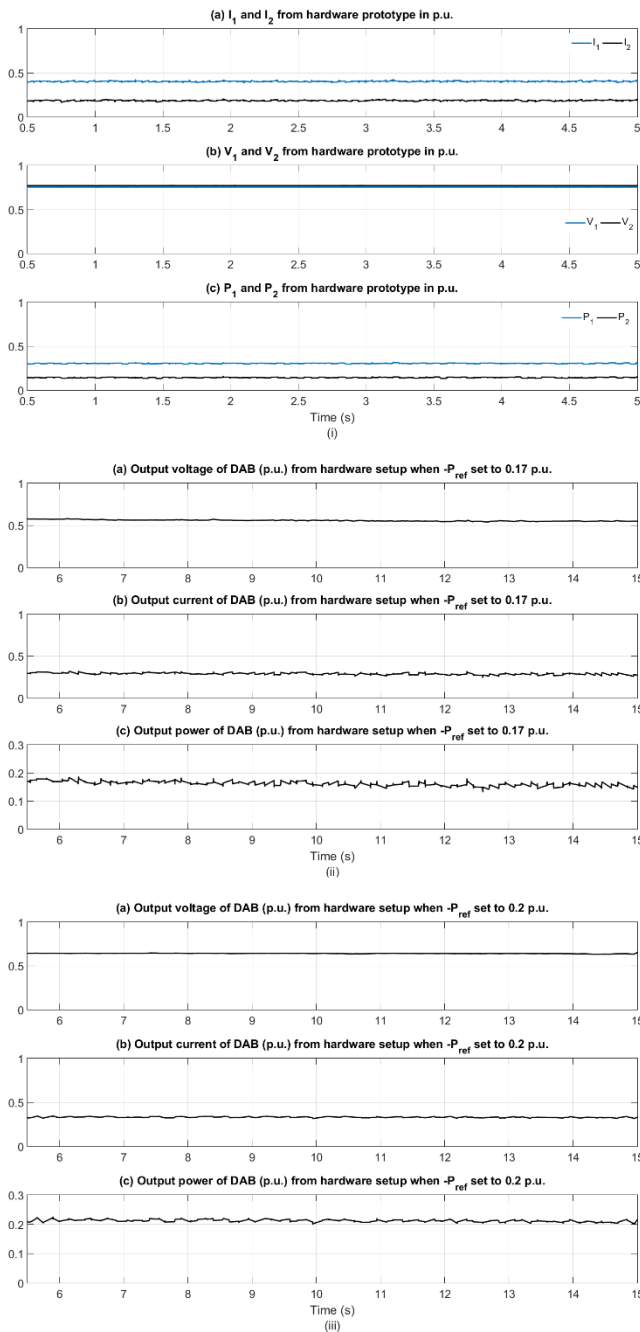 (a) I1 and I2 from hardware prototype in p.u.
1
I1 I2
0.5
0
0.5 1 1.5 2 2.5 3 3.5 4 4.5 5
(b) V1 and V2 from hardware prototype in p.u.
1
0.5
V1 V2
0
0.5 1 1.5 2 2.5 3 3.5 4 4.5 5
(c) P1 and P2 from hardware prototype in p.u.
1
P1 P2
0.5
0
0.5 1 1.5 2 2.5 3 3.5 4 4.5 5
Time (s)
(i)
(a) Output voltage of DAB (p.u.) from hardware setup when -Pref set to 0.17 p.u.
1
0.5
0
6 7 8 9 10 11 12 13 14 15
(b) Output current of DAB (p.u.) from hardware setup when -Pref set to 0.17 p.u.
1
0.5
0
6 7 8 9 10 11 12 13 14 15
(c) Output power of DAB (p.u.) from hardware setup when -Pref set to 0.17 p.u.
0.3
0.2
0.1
0
6 7 8 9 10 11 12 13 14 15
Time (s)
(ii)
(a) Output voltage of DAB (p.u.) from hardware setup when -Pref set to 0.2 p.u.
1
0.5
0
6 7 8 9 10 11 12 13 14 15
(b) Output current of DAB (p.u.) from hardware setup when -Pref set to 0.2 p.u.
1
0.5
0
6 7 8 9 10 11 12 13 14 15
(c) Output power of DAB (p.u.) from hardware setup when -Pref set to 0.2 p.u.
0.3
0.2
0.1
0
6 7 8 9 10 11 12 13 14 15
Time (s)
(iii)